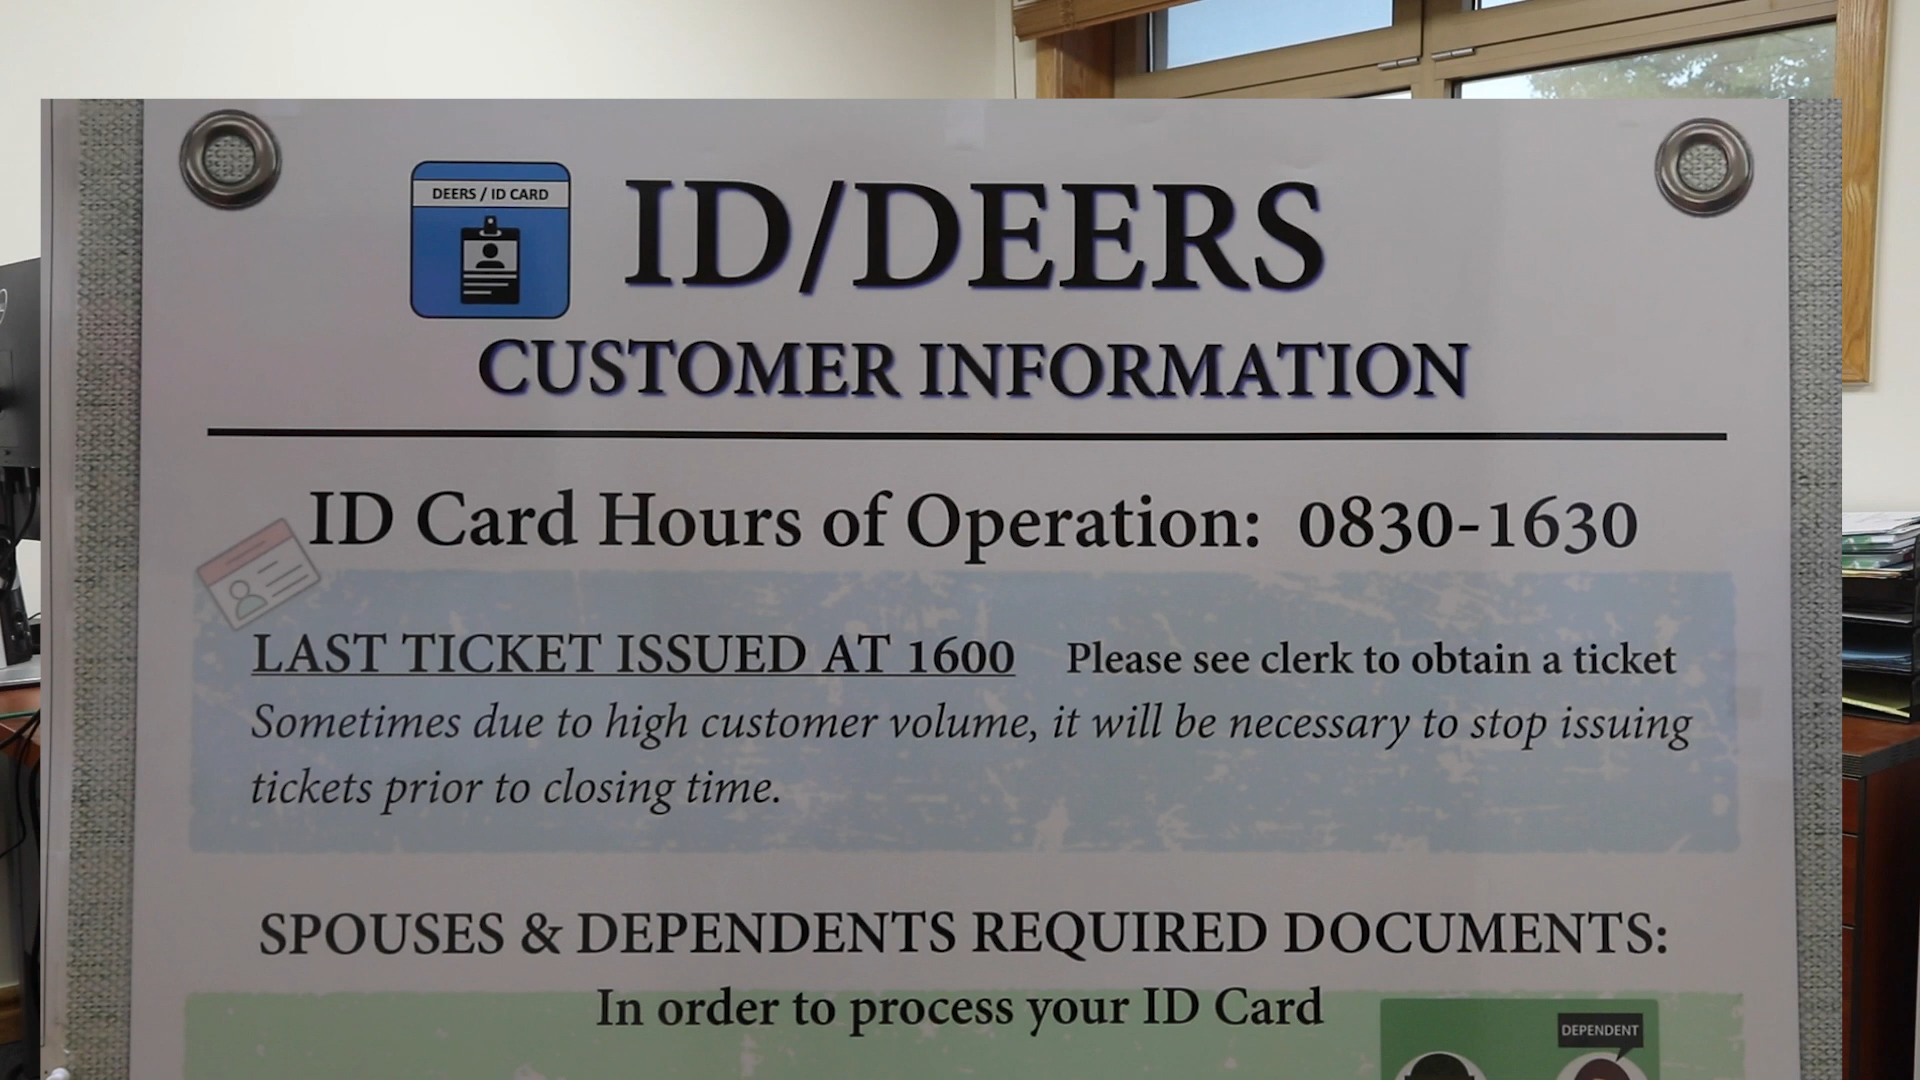 DEERS / ID CARD
ID/DEERS
CUSTOMER INFORMATION
ID Card Hours of Operation: 0830-1630
LAST TICKET ISSUED AT 1600 Please see clerk to obtain a ticket
Sometimes due to high customer volume, it will be necessary to stop issuing
tickets prior to closing time.
SPOUSES & DEPENDENTS REQUIRED DOCUMENTS:
In order to process your ID Card
DEPENDENT